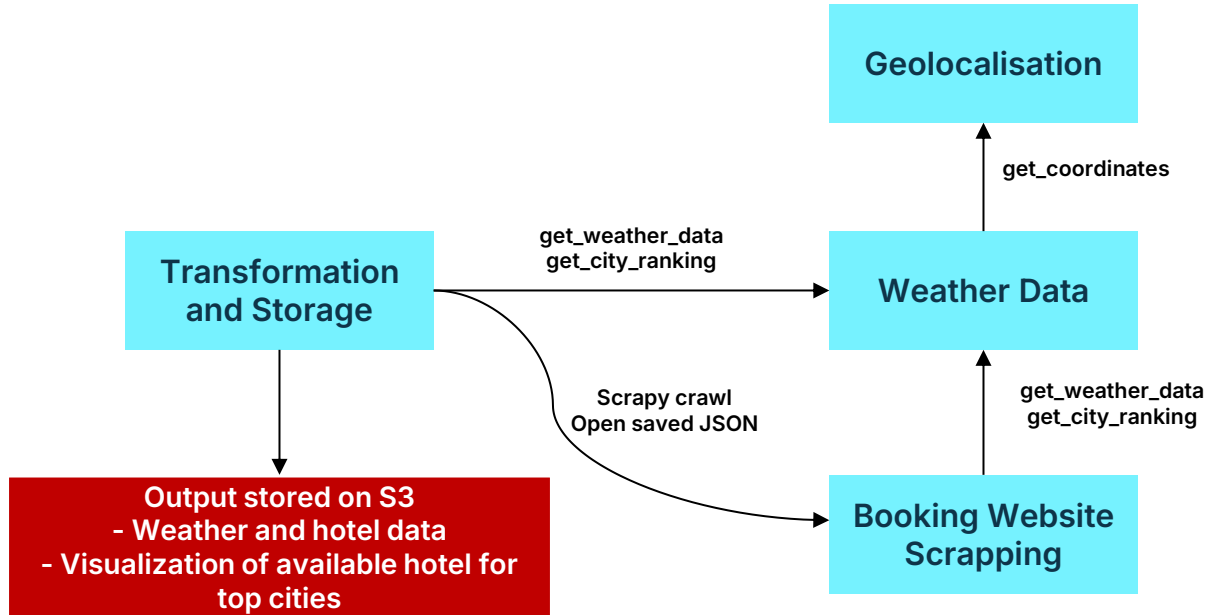 Geolocalisation
get_coordinates
get_weather_data
get_city_ranking
Transformation
and Storage
Weather Data
Scrapy crawl
Open saved JSON
get_weather_data
get_city_ranking
Output stored on S3
- Weather and hotel data
- Visualization of available hotel for
top cities
Booking Website
Scrapping